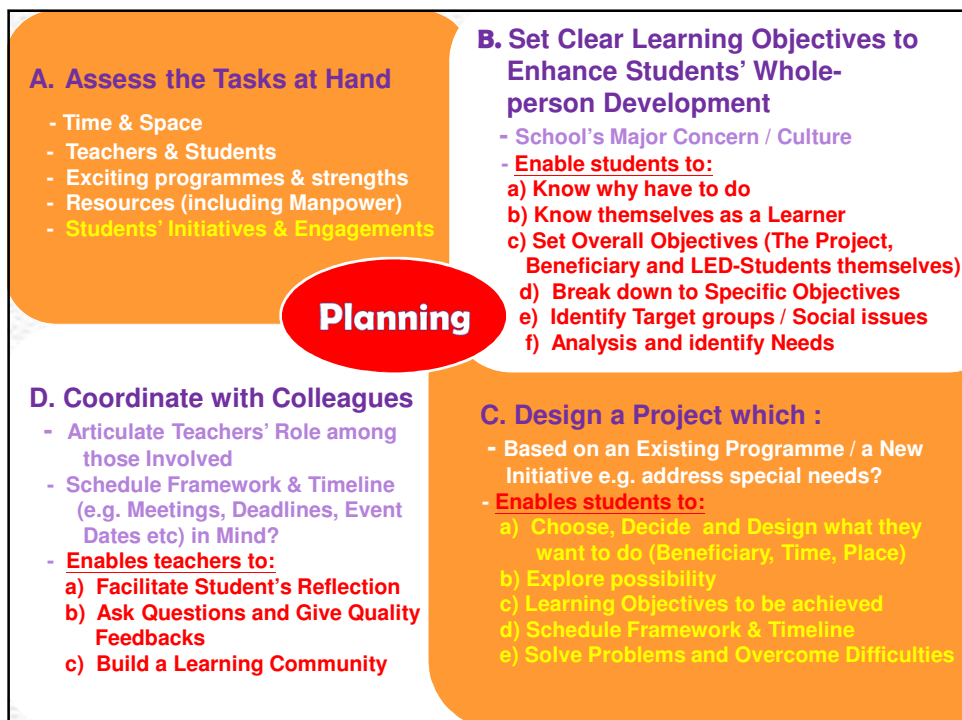 A. Assess the Tasks at Hand
- Time & Space
- Teachers & Students
- Exciting programmes & strengths
- Resources (including Manpower)
- Students' Initiatives & Engagements
B. Set Clear Learning Objectives to
Enhance Students' Whole-
person Development
- School's Major Concern / Culture
- Enable students to:
a) Know why have to do
b) Know themselves as a Learner
c) Set Overall Objectives (The Project,
Beneficiary and LED-Students themselves)
d) Break down to Specific Objectives
e) Identify Target groups / Social issues
f) Analysis and identify Needs
Planning
D. Coordinate with Colleagues
- Articulate Teachers' Role among
those Involved
- Schedule Framework & Timeline
(e.g. Meetings, Deadlines, Event
Dates etc) in Mind?
- Enables teachers to:
a) Facilitate Student's Reflection
b) Ask Questions and Give Quality
Feedbacks
c) Build a Learning Community
C. Design a Project which :
- Based on an Existing Programme / a New
Initiative e.g. address special needs?
- Enables students to:
a) Choose, Decide and Design what they
want to do (Beneficiary, Time, Place)
b) Explore possibility
c) Learning Objectives to be achieved
d) Schedule Framework & Timeline
e) Solve Problems and Overcome Difficulties